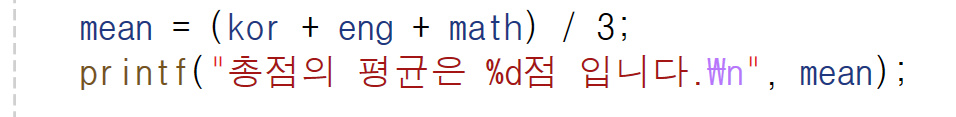 mean = (kor + eng + math) / 3;
printf("총점의 평균은 %d점 입니다.₩n", mean);